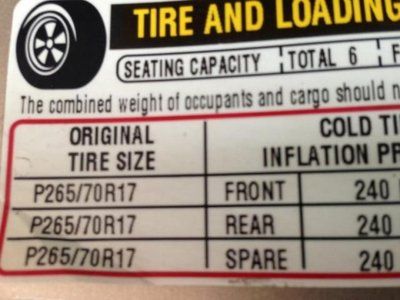 TIRE AND LOADING
SEATING CAPACITY TOTAL 6 F
The combined weight of occupants and cargo should n
ORIGINAL TIRE SIZE COLD TI INFLATION PR
P265/70R17 FRONT 240
P265/70R17 REAR 240
P265/70R17 SPARE 240